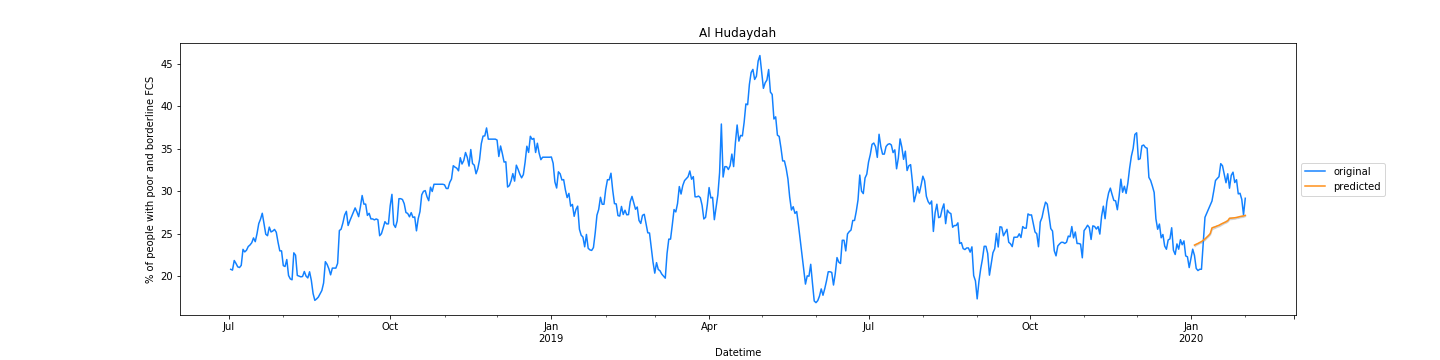 Al Hudaydah
% of people with poor and borderline FCS
45
40
35
30
25
20
Jul
Oct
Jan
2019
Apr
Jul
Oct
Jan
2020
Datetime
original
predicted